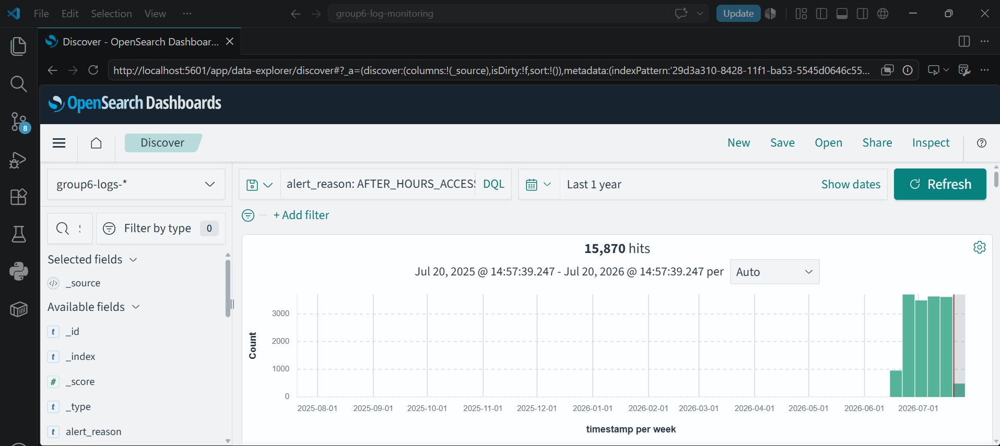 File Edit Selection View ···
group6-log-monitoring
Update
Discover - OpenSearch Dashboar...
http://localhost:5601/app/data-explorer/discover#?_a=(discover:(columns:!(_source),isDirty:!f,sort:!()),metadata:(indexPattern:'29d3a310-8428-11f1-ba53-5545d0646c55...
8
OpenSearch Dashboards
Discover
New Save Open Share Inspect
group6-logs-*
alert_reason: AFTER_HOURS_ACCESS DQL
Last 1 year
Show dates
Refresh
+ Add filter
Filter by type 0
Selected fields
_source
Available fields
t _id
t _index
# _score
t _type
t alert_reason
15,870 hits
Jul 20, 2025 @ 14:57:39.247 - Jul 20, 2026 @ 14:57:39.247 per Auto
Count
3000
2000
1000
0
2025-08-01 2025-09-01 2025-10-01 2025-11-01 2025-12-01 2026-01-01 2026-02-01 2026-03-01 2026-04-01 2026-05-01 2026-06-01 2026-07-01
timestamp per week